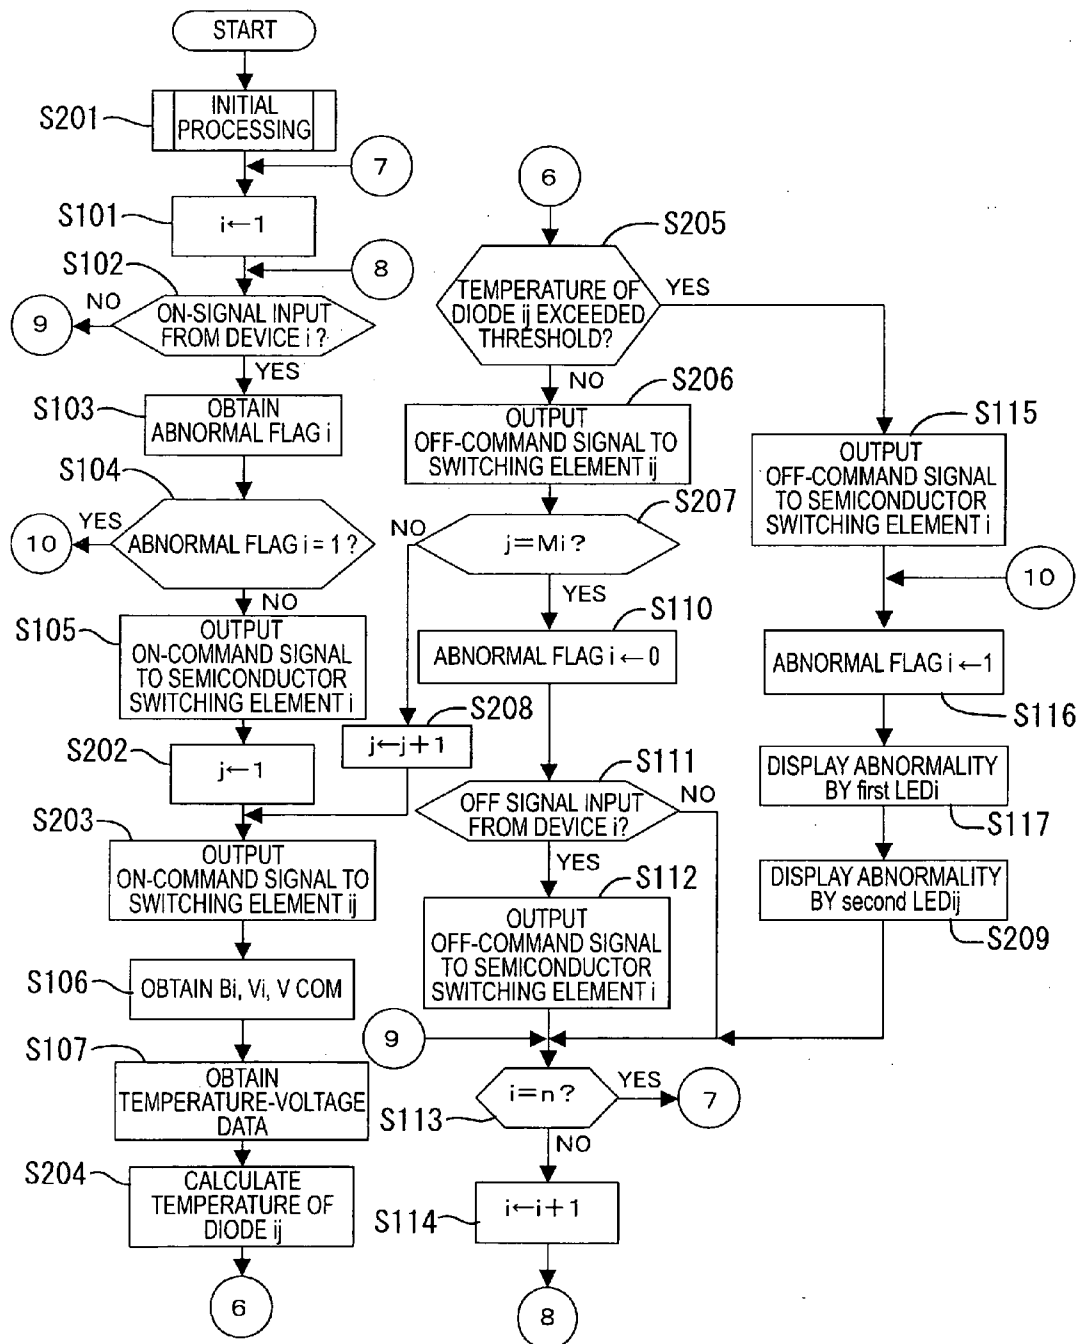 START
S201
INITIAL
PROCESSING
7
S101
i←1
8
S102
ON-SIGNAL INPUT
FROM DEVICE i?
NO
9
YES
S103
OBTAIN
ABNORMAL FLAG i
S104
ABNORMAL FLAG i = 1 ?
YES
10
NO
S105
OUTPUT
ON-COMMAND SIGNAL
TO SEMICONDUCTOR
SWITCHING ELEMENT i
S202
j←1
S203
OUTPUT
ON-COMMAND SIGNAL TO
SWITCHING ELEMENT ij
S106
OBTAIN Bi, Vi, V COM
S107
OBTAIN
TEMPERATURE-VOLTAGE
DATA
S204
CALCULATE
TEMPERATURE OF
DIODE ij
6
6
S205
TEMPERATURE OF
DIODE ij EXCEEDED
THRESHOLD?
YES
NO
S206
OUTPUT
OFF-COMMAND SIGNAL TO
SWITCHING ELEMENT ij
S207
j=Mi?
NO
YES
S208
j←j+1
S110
ABNORMAL FLAG i ←0
S111
OFF SIGNAL INPUT
FROM DEVICE i?
NO
YES
S112
OUTPUT
OFF-COMMAND SIGNAL
TO SEMICONDUCTOR
SWITCHING ELEMENT i
9
S113
i=n?
YES
7
NO
S114
i←i+1
8
S115
OUTPUT
OFF-COMMAND SIGNAL
TO SEMICONDUCTOR
SWITCHING ELEMENT i
10
ABNORMAL FLAG i ←1
S116
DISPLAY ABNORMALITY
BY first LEDi
S117
DISPLAY ABNORMALITY
BY second LEDij
S209